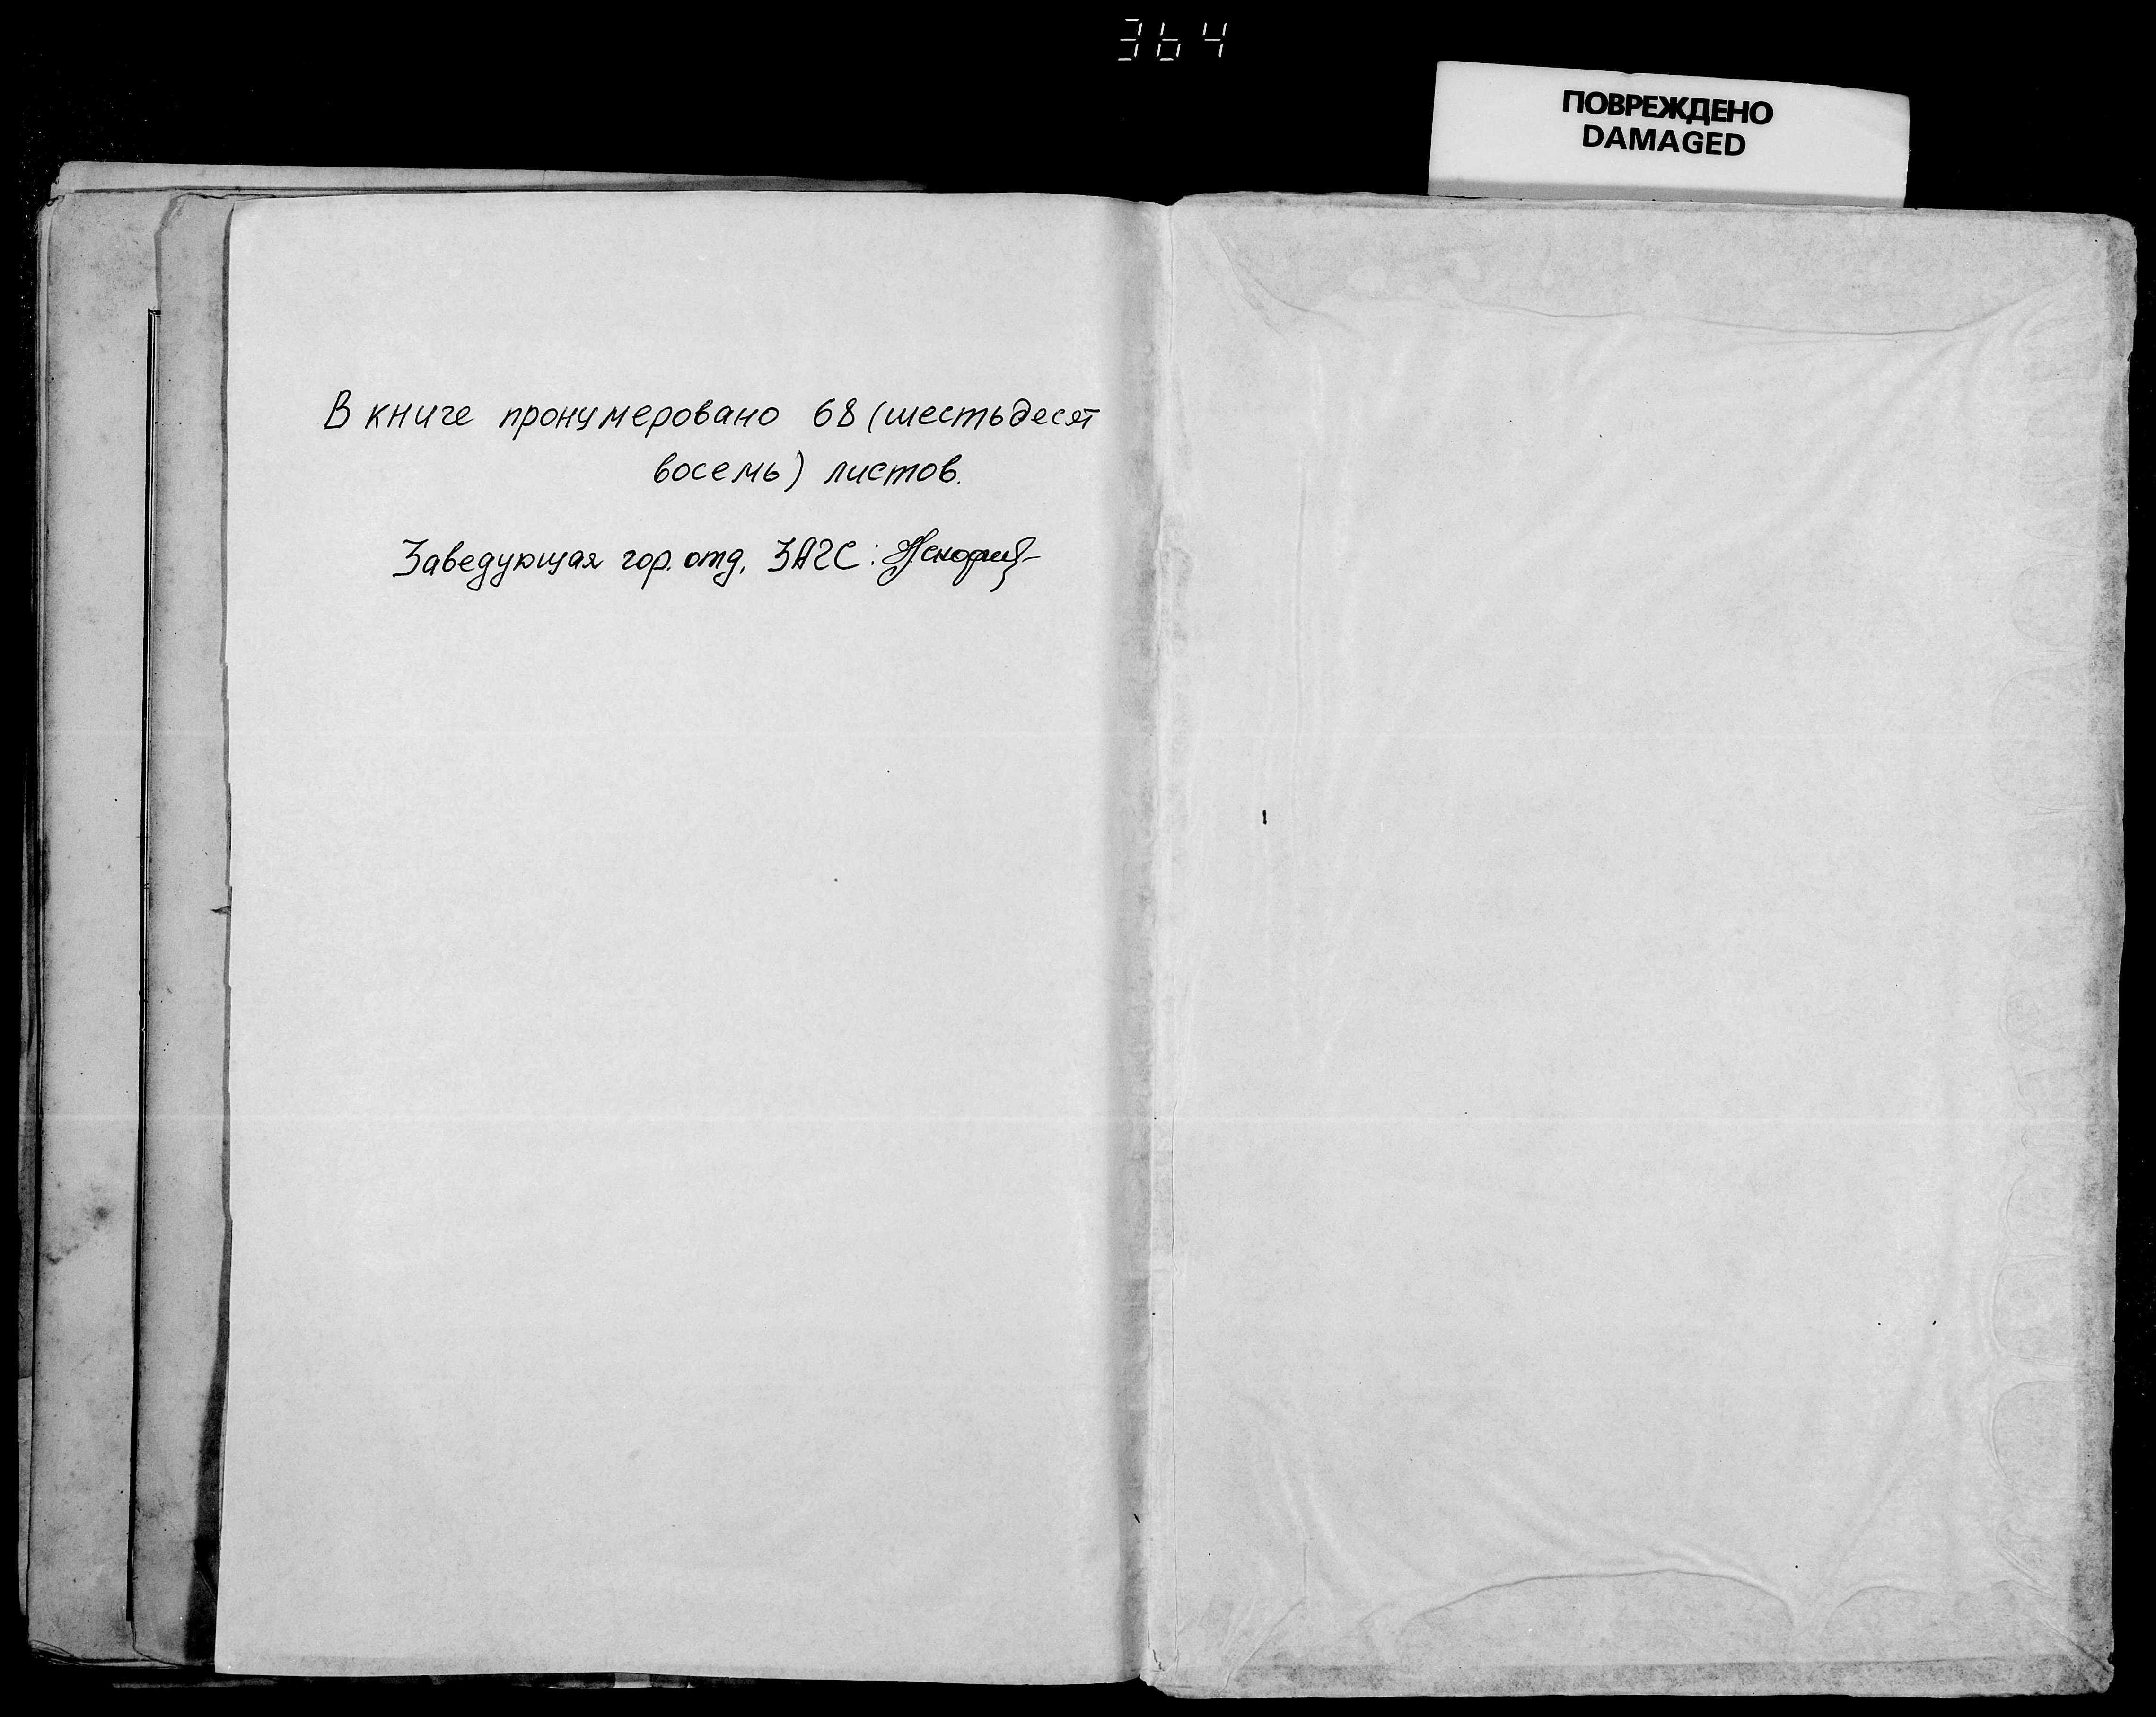 364
ПОВРЕЖДЕНО
DAMAGED
В книге пронумеровано 68 (шестьдесят
восемь) листов.
Заведующая гор. отд. ЗАГС: